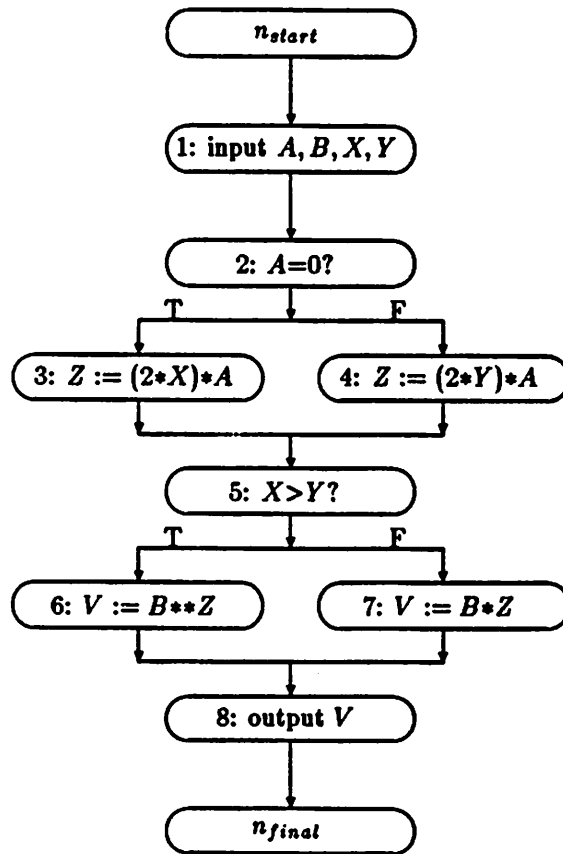 n_start
1: input A, B, X, Y
2: A=0?
T F
3: Z := (2*X)*A 4: Z := (2*Y)*A
5: X>Y?
T F
6: V := B**Z 7: V := B*Z
8: output V
n_final